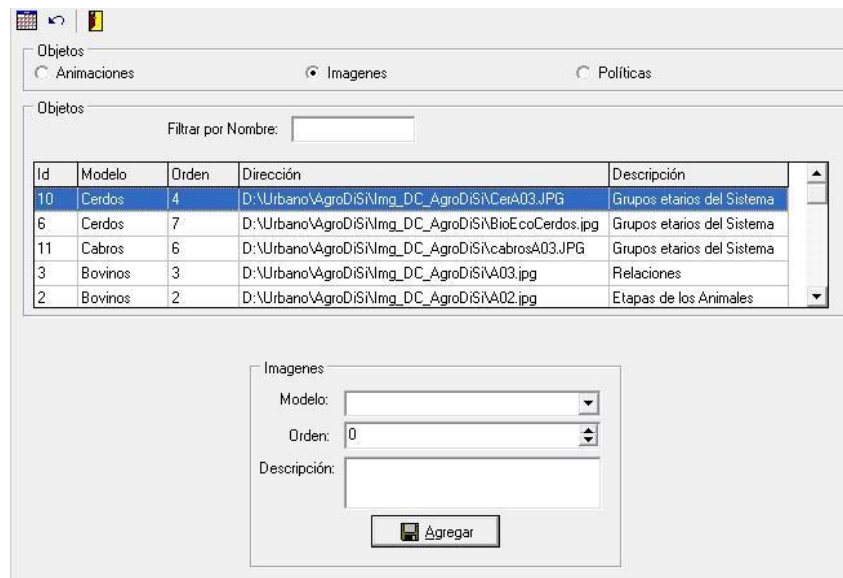 Objetos
Animaciones Imagenes Políticas
Objetos
Filtrar por Nombre:
Id Modelo Orden Dirección Descripción
10 Cerdos 4 D:\Urbano\AgroDiSi\Img_DC_AgroDiSi\CerA03.JPG Grupos etarios del Sistema
6 Cerdos 7 D:\Urbano\AgroDiSi\Img_DC_AgroDiSi\BioEcoCerdos.jpg Grupos etarios del Sistema
11 Cabros 6 D:\Urbano\AgroDiSi\Img_DC_AgroDiSi\cabrosA03.JPG Grupos etarios del Sistema
3 Bovinos 3 D:\Urbano\AgroDiSi\Img_DC_AgroDiSi\A03.jpg Relaciones
2 Bovinos 2 D:\Urbano\AgroDiSi\Img_DC_AgroDiSi\A02.jpg Etapas de los Animales
Imagenes
Modelo:
Orden: 0
Descripción:
Agregar